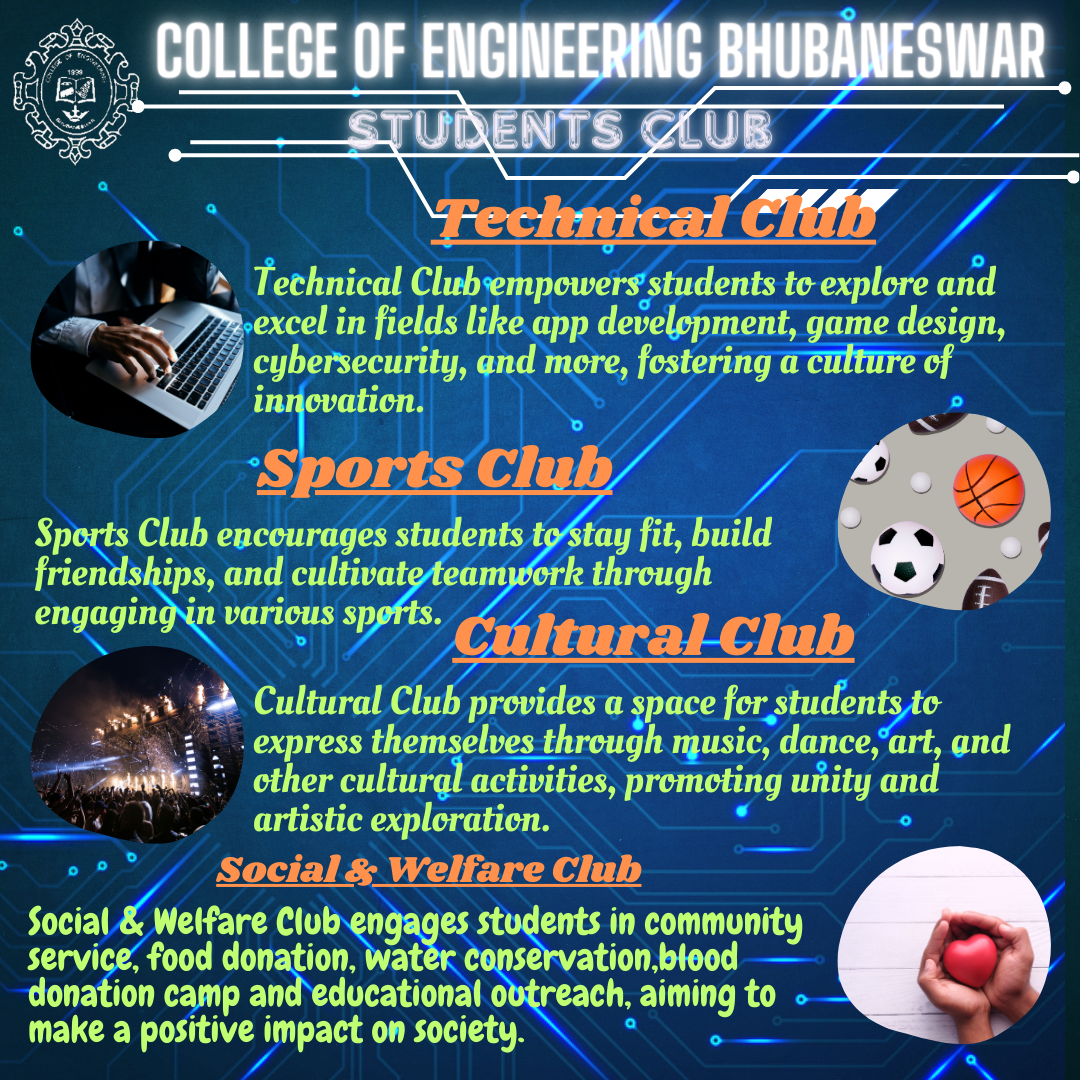 COLLEGE OF ENGINEERING BHUBANESWAR
COLLEGE OF ENGINEERING
1999
BHUBANESWAR
STUDENTS CLUB
Technical Club
Technical Club empowers students to explore and
excel in fields like app development, game design,
cybersecurity, and more, fostering a culture of
innovation.
Sports Club
Sports Club encourages students to stay fit, build
friendships, and cultivate teamwork through
engaging in various sports.
Cultural Club
Cultural Club provides a space for students to
express themselves through music, dance, art, and
other cultural activities, promoting unity and
artistic exploration.
Social & Welfare Club
Social & Welfare Club engages students in community
service, food donation, water conservation,blood
donation camp and educational outreach, aiming to
make a positive impact on society.